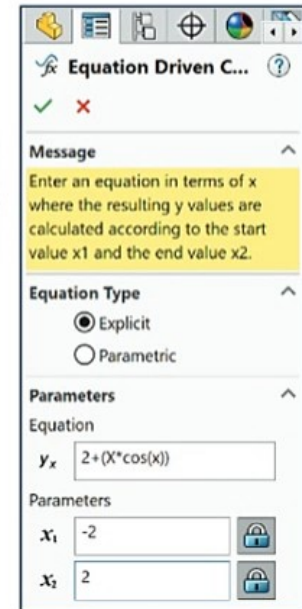 Equation Driven C...
Message
Enter an equation in terms of x
where the resulting y values are
calculated according to the start
value x1 and the end value x2.
Equation Type
Explicit
Parametric
Parameters
Equation
yx 2+(X*cos(x))
Parameters
x1 -2
x2 2